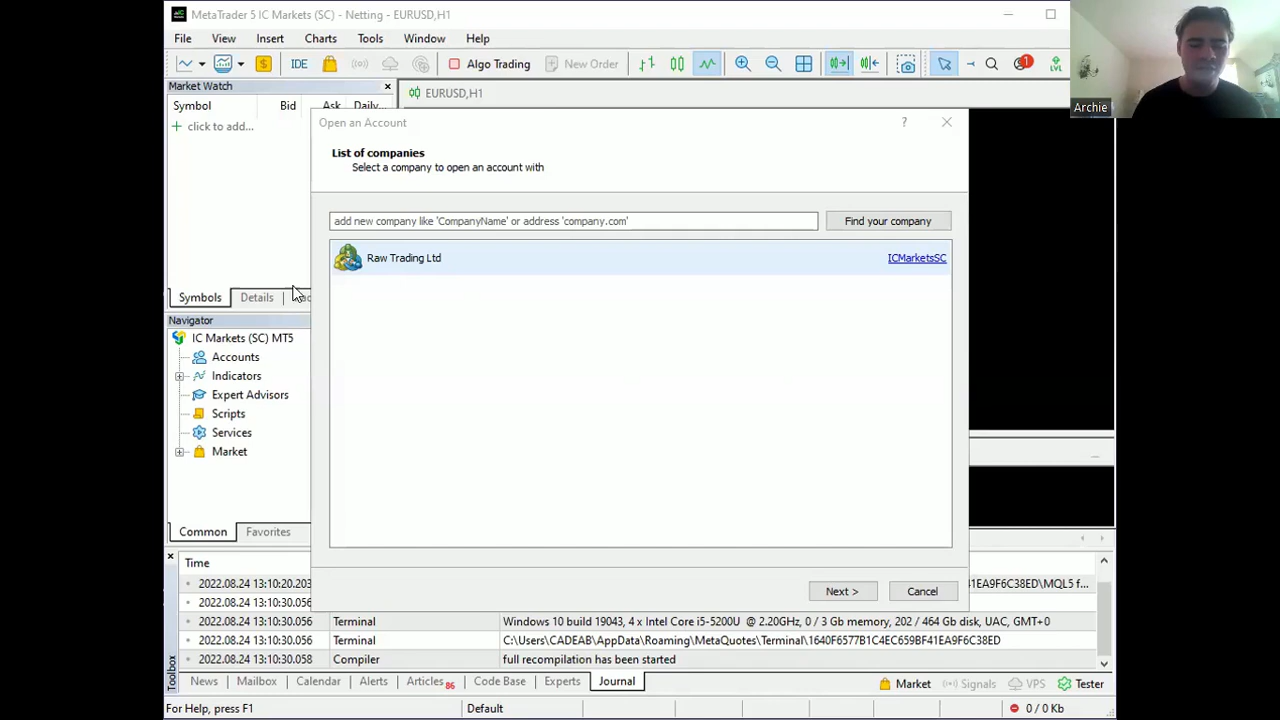 MetaTrader 5 IC Markets (SC) - Netting - EURUSD,H1
File View Insert Charts Tools Window Help
IDE Algo Trading New Order 1 LVL
Archie
Market Watch
EURUSD,H1
Symbol Bid Ask Daily...
click to add...
Open an Account ?
List of companies
Select a company to open an account with
add new company like 'CompanyName' or address 'company.com' Find your company
Raw Trading Ltd ICMarketsSC
Symbols Details
Navigator
IC Markets (SC) MT5
Accounts
Indicators
Expert Advisors
Scripts
Services
Market
Common Favorites
Next > Cancel
Time
2022.08.24 13:10:20.203 41EA9F6C38ED\MQL5 f...
2022.08.24 13:10:30.056
2022.08.24 13:10:30.056 Terminal Windows 10 build 19043, 4 x Intel Core i5-5200U @ 2.20GHz, 0 / 3 Gb memory, 202 / 464 Gb disk, UAC, GMT+0
2022.08.24 13:10:30.056 Terminal C:\Users\CADEAB\AppData\Roaming\MetaQuotes\Terminal\1640F6577B1C4EC659BF41EA9F6C38ED
2022.08.24 13:10:30.058 Compiler full recompilation has been started
Toolbox
News Mailbox Calendar Alerts Articles 86 Code Base Experts Journal Market Signals VPS Tester
For Help, press F1 Default 0 / 0 Kb